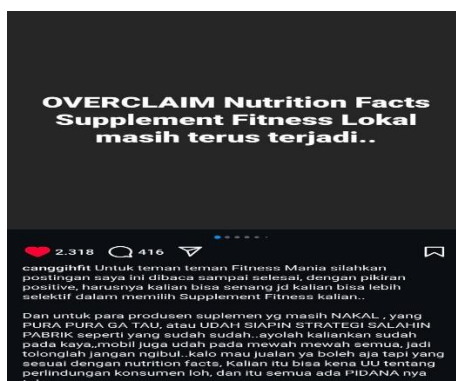 OVERCLAIM Nutrition Facts
Supplement Fitness Lokal
masih terus terjadi..
2.318 416
canggihfit Untuk teman teman Fitness Mania silahkan
postingan saya ini dibaca sampai selesai, dengan pikiran
positive, harusnya kalian bisa senang jd kalian bisa lebih
selektif dalam memilih Supplement Fitness kalian..
Dan untuk para produsen suplemen yg masih NAKAL , yang
PURA PURA GA TAU, atau UDAH SIAPIN STRATEGI SALAHIN
PABRIK seperti yang sudah sudah..ayolah kaliankan sudah
pada kaya,,mobil juga udah pada mewah mewah semua, jadi
tolonglah jangan ngibul..kalo mau jualan ya boleh aja tapi yang
sesuai dengan nutrition facts, Kalian itu bisa kena UU tentang
perlindungan konsumen loh, dan itu semua ada PIDANA nya